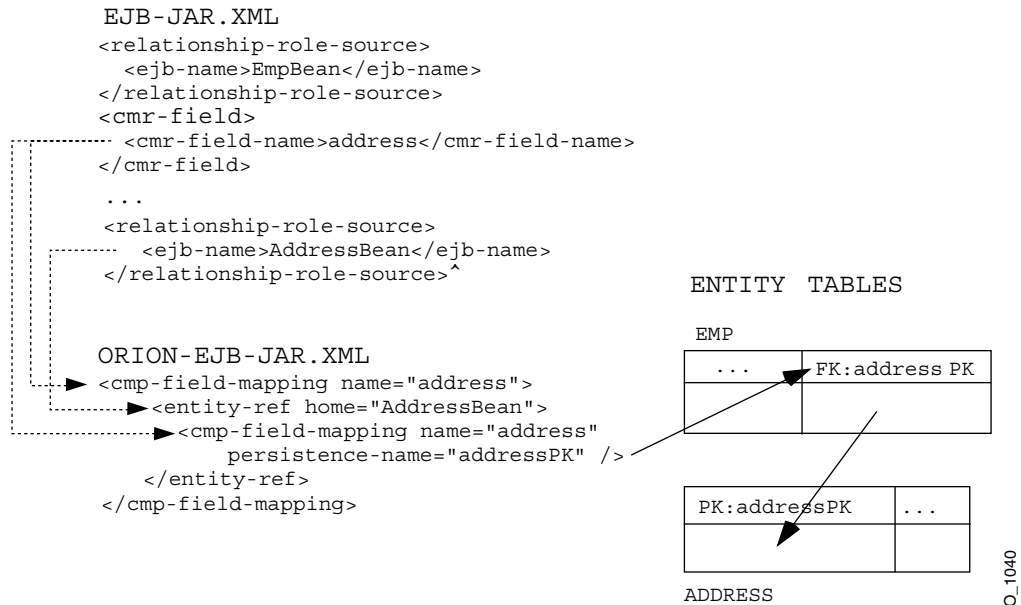 EJB-JAR.XML
<relationship-role-source>
<ejb-name>EmpBean</ejb-name>
</relationship-role-source>
<cmr-field>
<cmr-field-name>address</cmr-field-name>
</cmr-field>
...
<relationship-role-source>
<ejb-name>AddressBean</ejb-name>
</relationship-role-source>^
ORION-EJB-JAR.XML
<cmp-field-mapping name="address">
<entity-ref home="AddressBean">
<cmp-field-mapping name="address"
persistence-name="addressPK" />
</entity-ref>
</cmp-field-mapping>
ENTITY TABLES
EMP
... FK:address PK
PK:addressPK ...
ADDRESS
O_1040